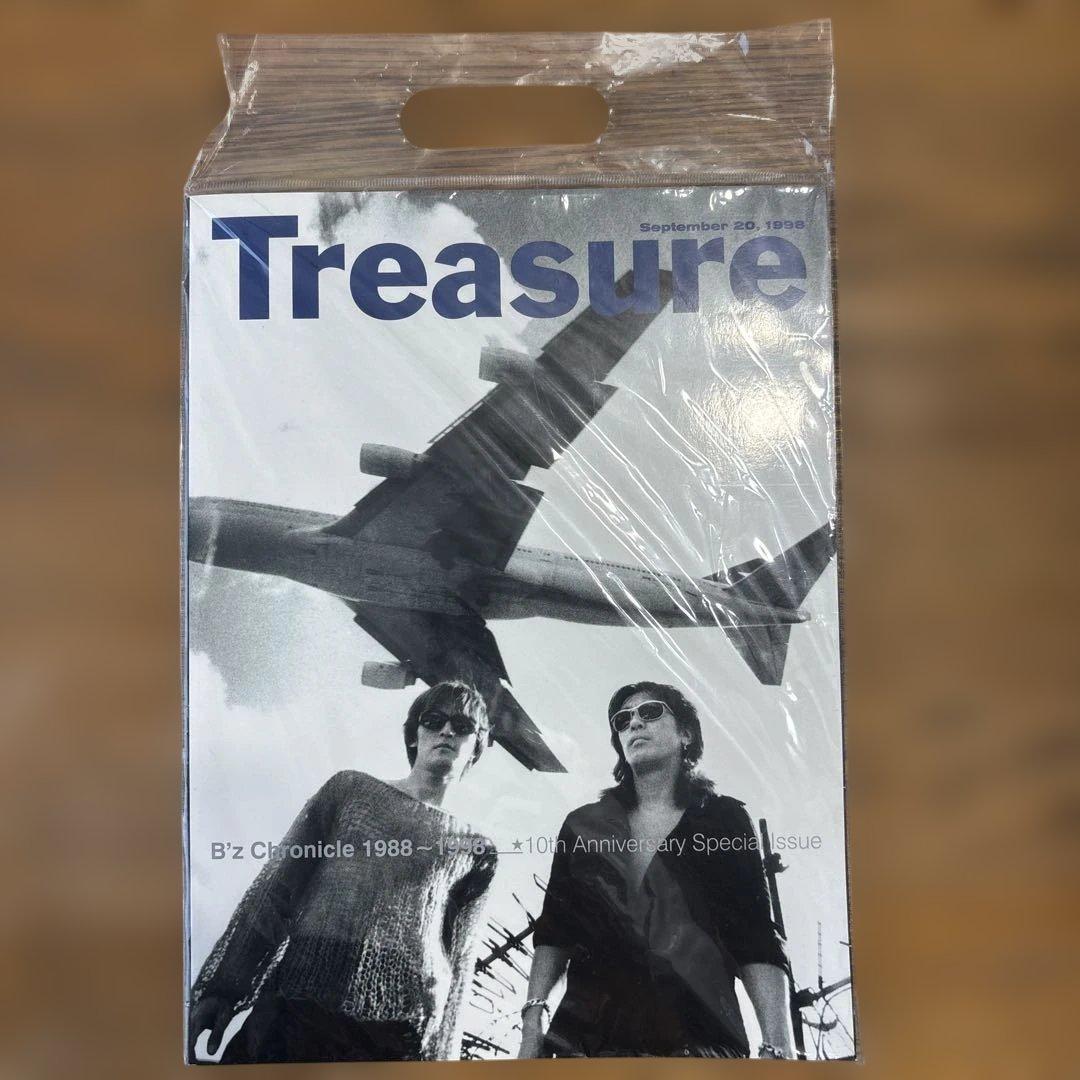 September 20, 1998
Treasure
B'z Chronicle 1988~1998 ★10th Anniversary Special Issue